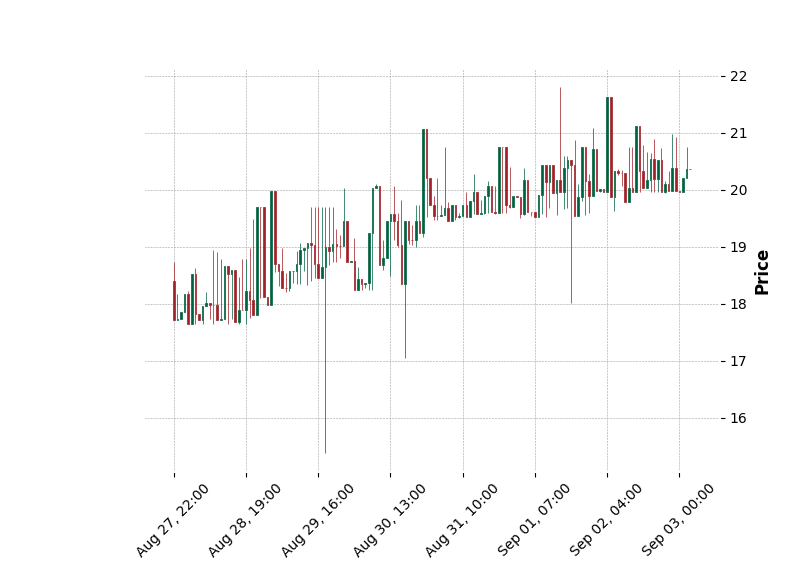 22
21
20
19
18
17
16
Price
Aug 27, 22:00
Aug 28, 19:00
Aug 29, 16:00
Aug 30, 13:00
Aug 31, 10:00
Sep 01, 07:00
Sep 02, 04:00
Sep 03, 00:00